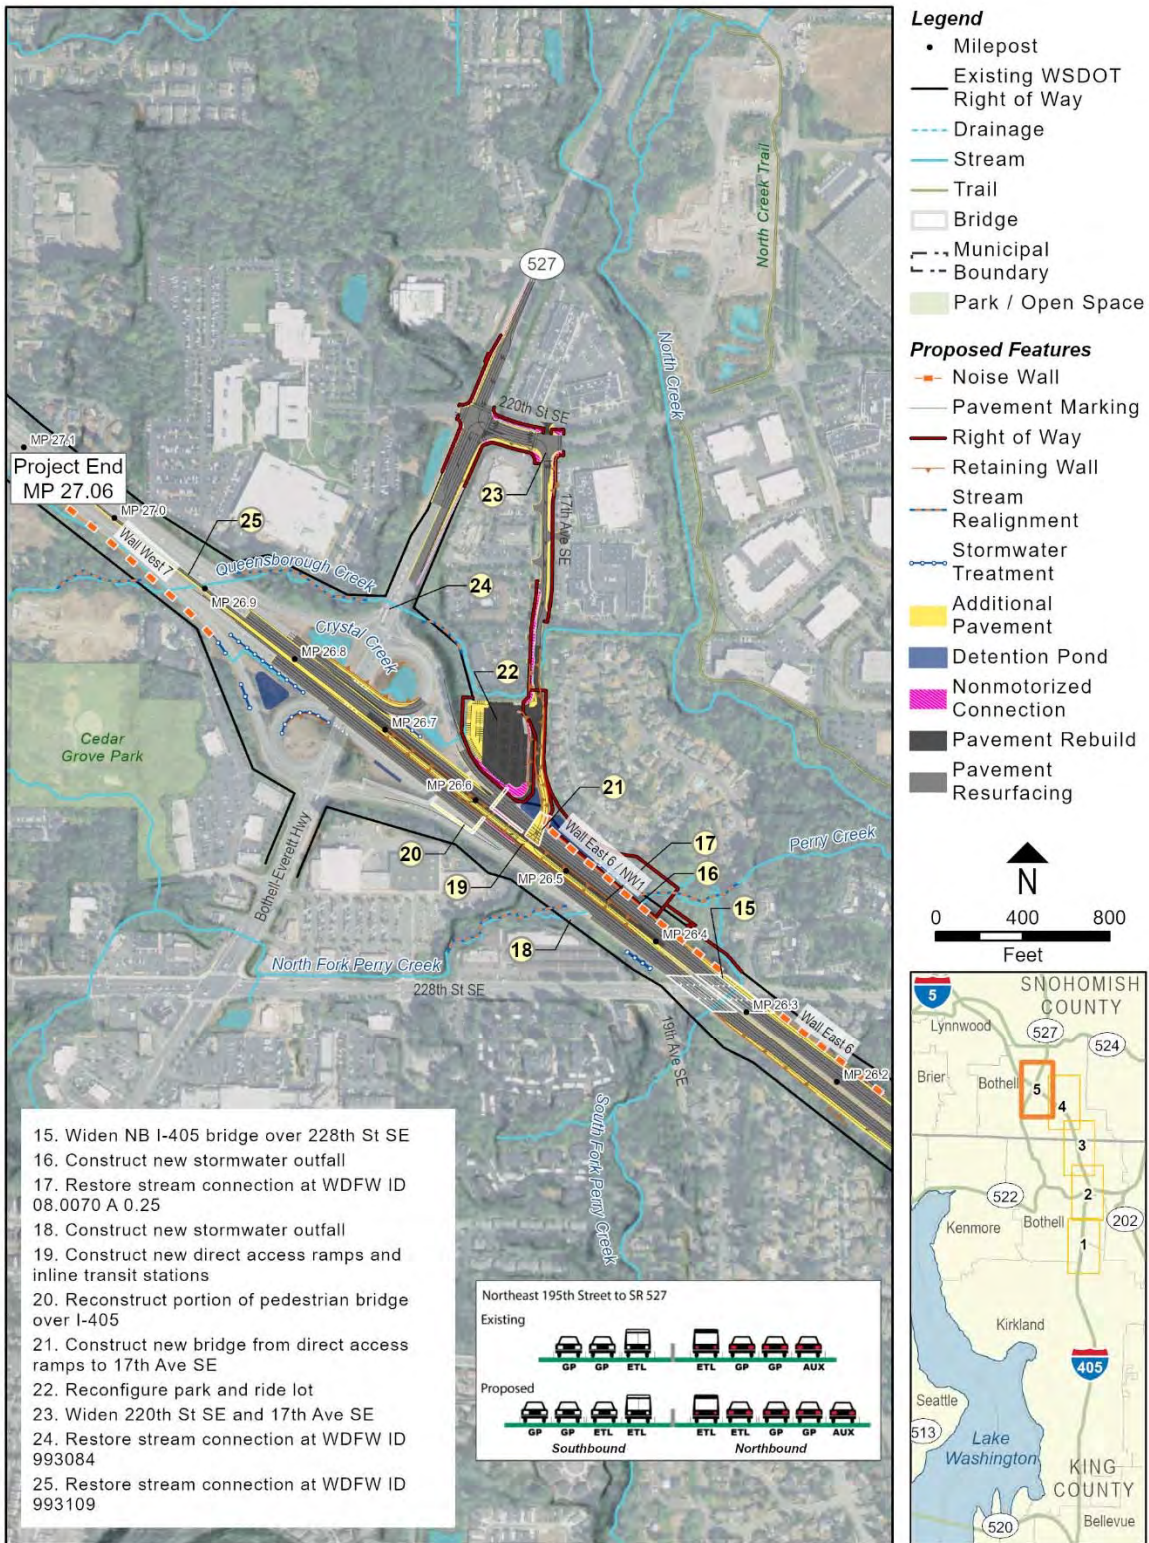 527
North Creek Trail
North Creek
220th St SE
23
17th Ave SE
MP 27.1
Project End
MP 27.06
MP 27.0
25
Wall West 7
Queensborough Creek
24
MP 26.9
Crystal Creek
MP 26.8
22
MP 26.7
Cedar
Grove Park
MP 26.6
21
Wall East 6 / NW1
Perry Creek
17
20
Bothell-Everett Hwy
19
MP 26.5
16
15
18
MP 26.4
North Fork Perry Creek
228th St SE
MP 26.3
19th Ave SE
Wall East 6
MP 26.2
South Fork Perry Creek
15. Widen NB I-405 bridge over 228th St SE
16. Construct new stormwater outfall
17. Restore stream connection at WDFW ID
08.0070 A 0.25
18. Construct new stormwater outfall
19. Construct new direct access ramps and
inline transit stations
20. Reconstruct portion of pedestrian bridge
over I-405
21. Construct new bridge from direct access
ramps to 17th Ave SE
22. Reconfigure park and ride lot
23. Widen 220th St SE and 17th Ave SE
24. Restore stream connection at WDFW ID
993084
25. Restore stream connection at WDFW ID
993109
Northeast 195th Street to SR 527
Existing
GP GP ETL ETL GP GP AUX
Proposed
GP GP ETL ETL ETL ETL GP GP AUX
Southbound Northbound
Legend
Milepost
Existing WSDOT
Right of Way
Drainage
Stream
Trail
Bridge
Municipal
Boundary
Park / Open Space
Proposed Features
Noise Wall
Pavement Marking
Right of Way
Retaining Wall
Stream
Realignment
Stormwater
Treatment
Additional
Pavement
Detention Pond
Nonmotorized
Connection
Pavement Rebuild
Pavement
Resurfacing
N
0 400 800
Feet
5
SNOHOMISH
COUNTY
Lynnwood
527
524
Brier
Bothell
5
4
3
522
2
Kenmore
Bothell
202
1
Kirkland
405
Seattle
513
Lake
Washington
KING
COUNTY
520
Bellevue